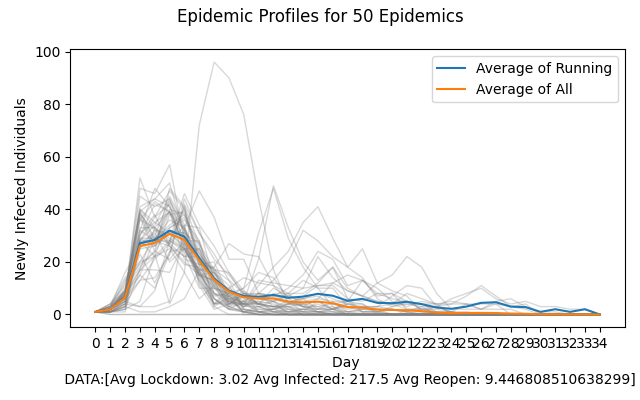 Epidemic Profiles for 50 Epidemics
Average of Running
Average of All
Newly Infected Individuals
100
80
60
40
20
0
0 1 2 3 4 5 6 7 8 9 10 11 12 13 14 15 16 17 18 19 20 21 22 23 24 25 26 27 28 29 30 31 32 33 34
Day
DATA:[Avg Lockdown: 3.02 Avg Infected: 217.5 Avg Reopen: 9.446808510638299]